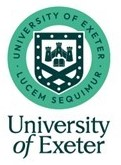 UNIVERSITY OF EXETER
LUCEM SEQUIMUR
University
of Exeter